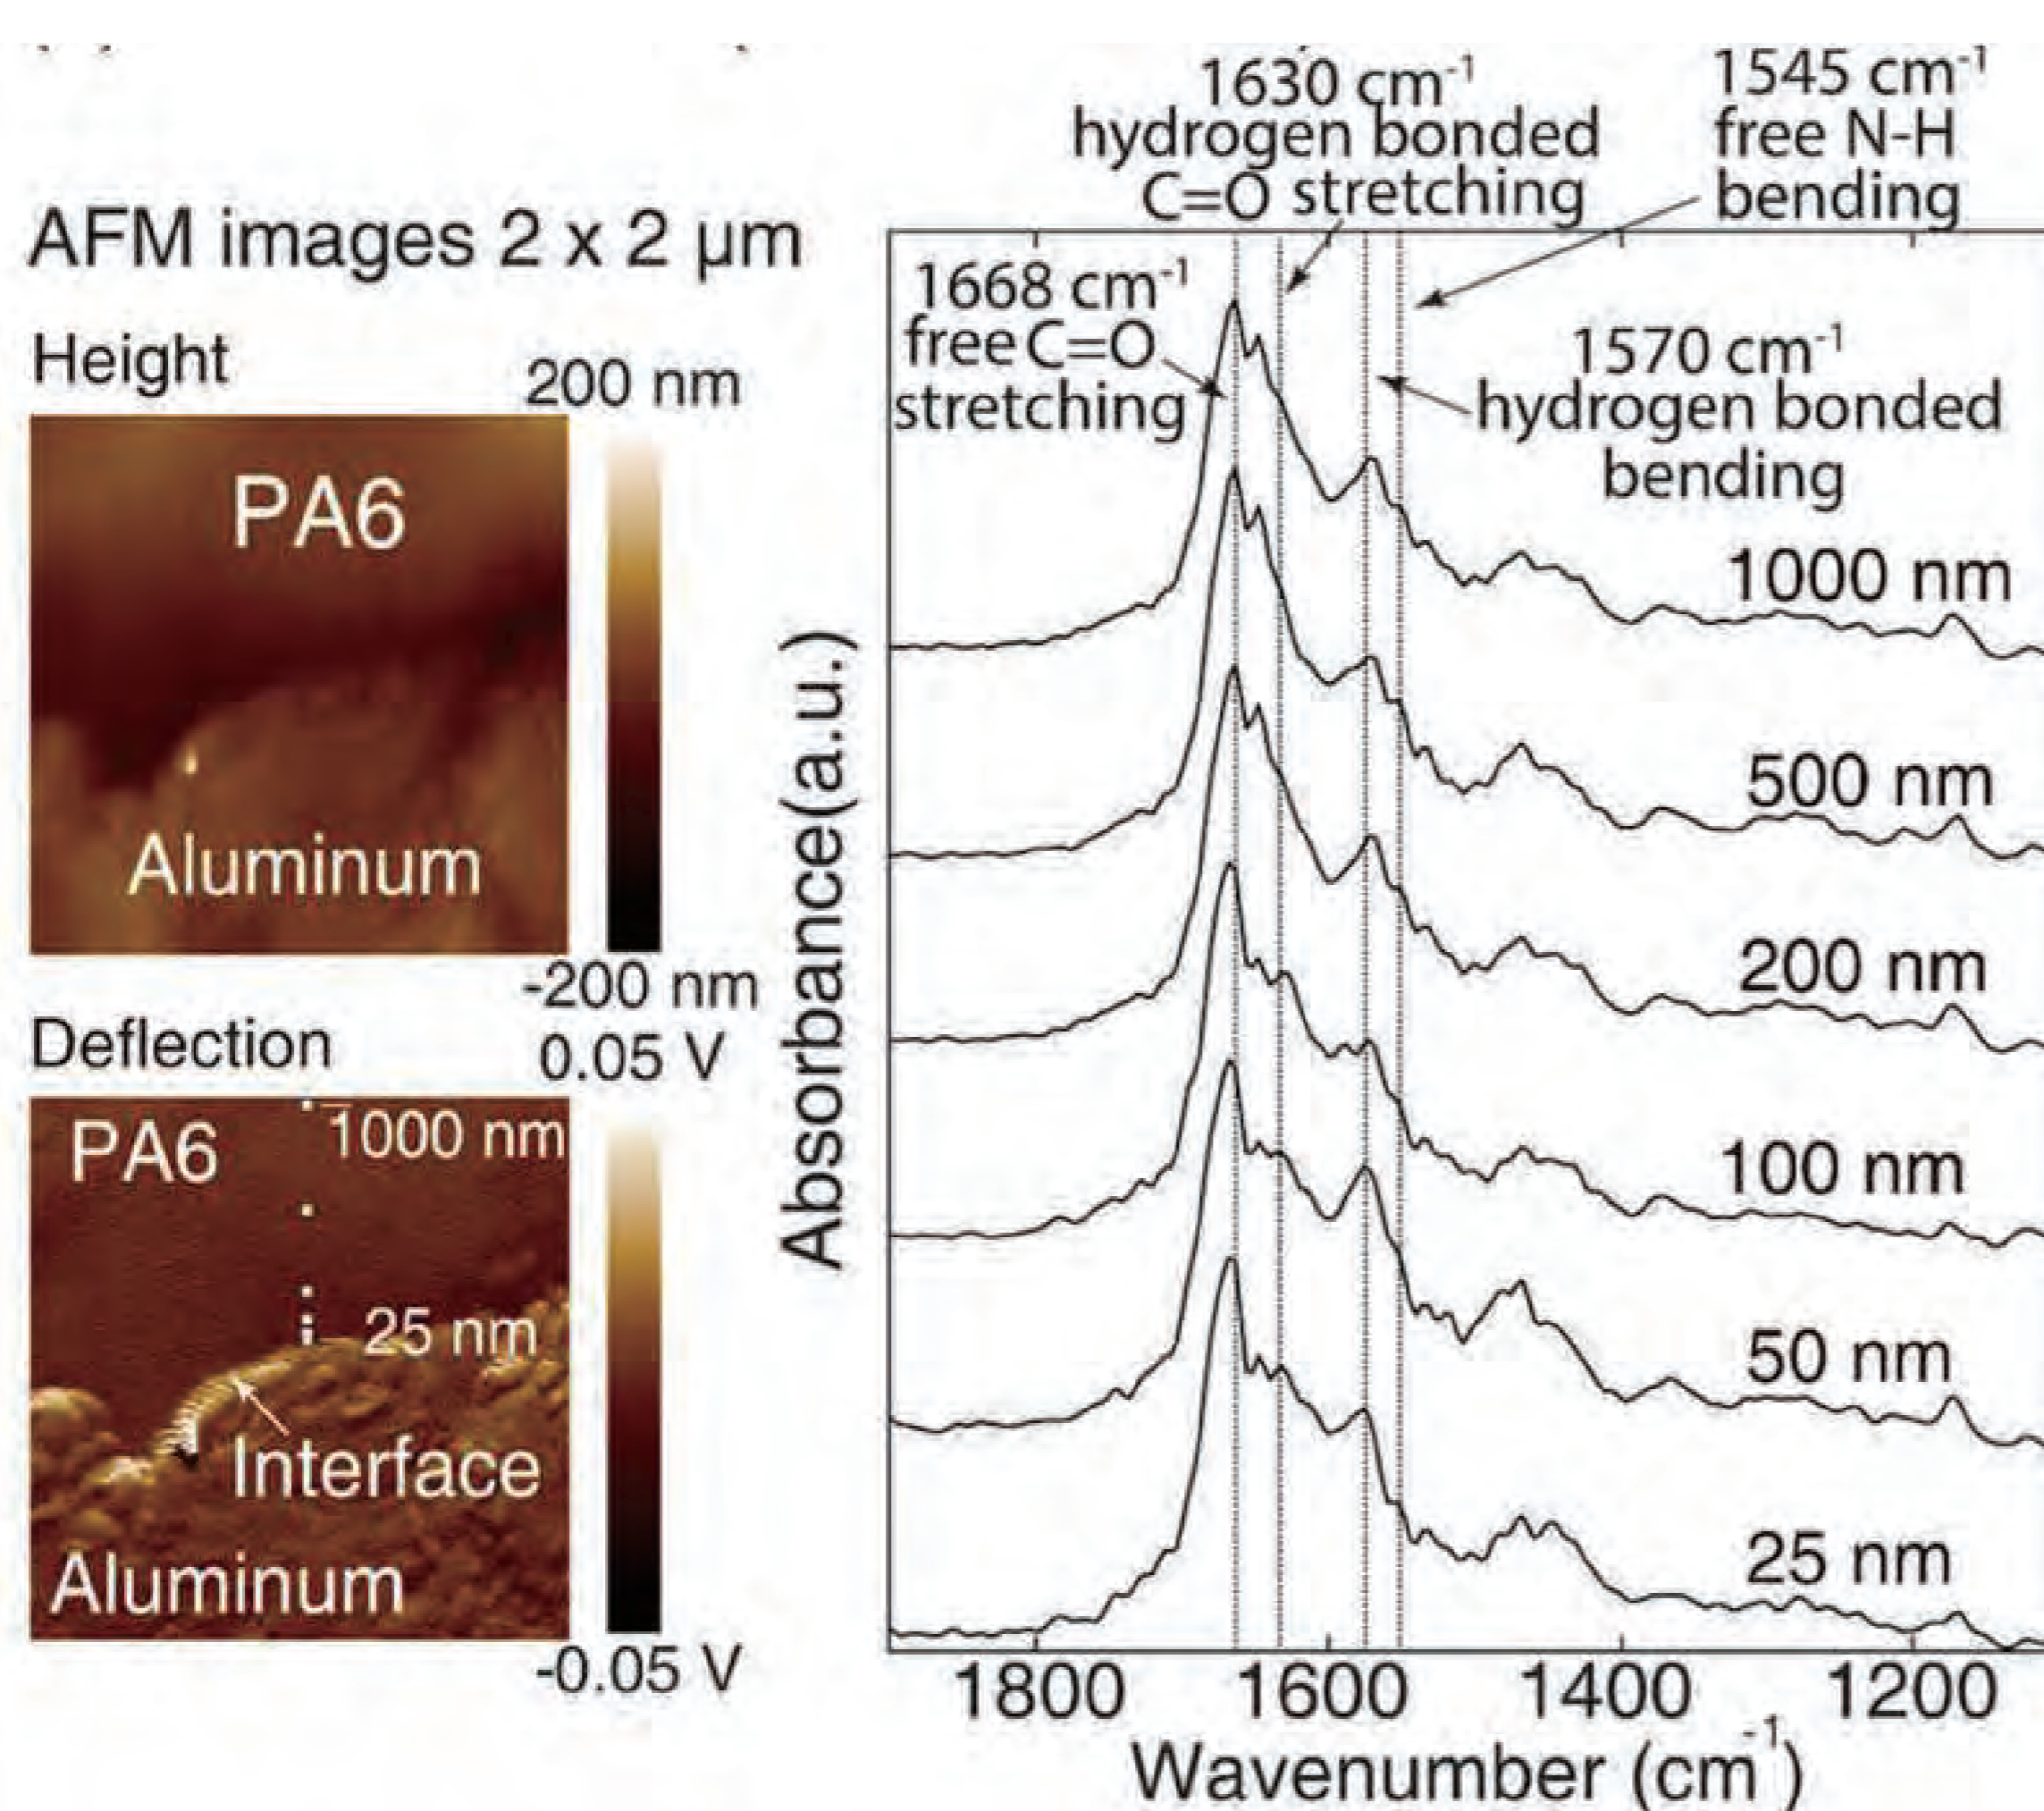 AFM images 2 x 2 µm
Height
200 nm
PA6
Aluminum
-200 nm
Deflection
0.05 V
PA6
1000 nm
25 nm
Interface
Aluminum
-0.05 V
1630 cm⁻¹
hydrogen bonded
C=O stretching
1545 cm⁻¹
free N-H
bending
1668 cm⁻¹
free C=O
stretching
1570 cm⁻¹
hydrogen bonded
bending
1000 nm
500 nm
200 nm
100 nm
50 nm
25 nm
Absorbance(a.u.)
1800 1600 1400 1200
Wavenumber (cm⁻¹)